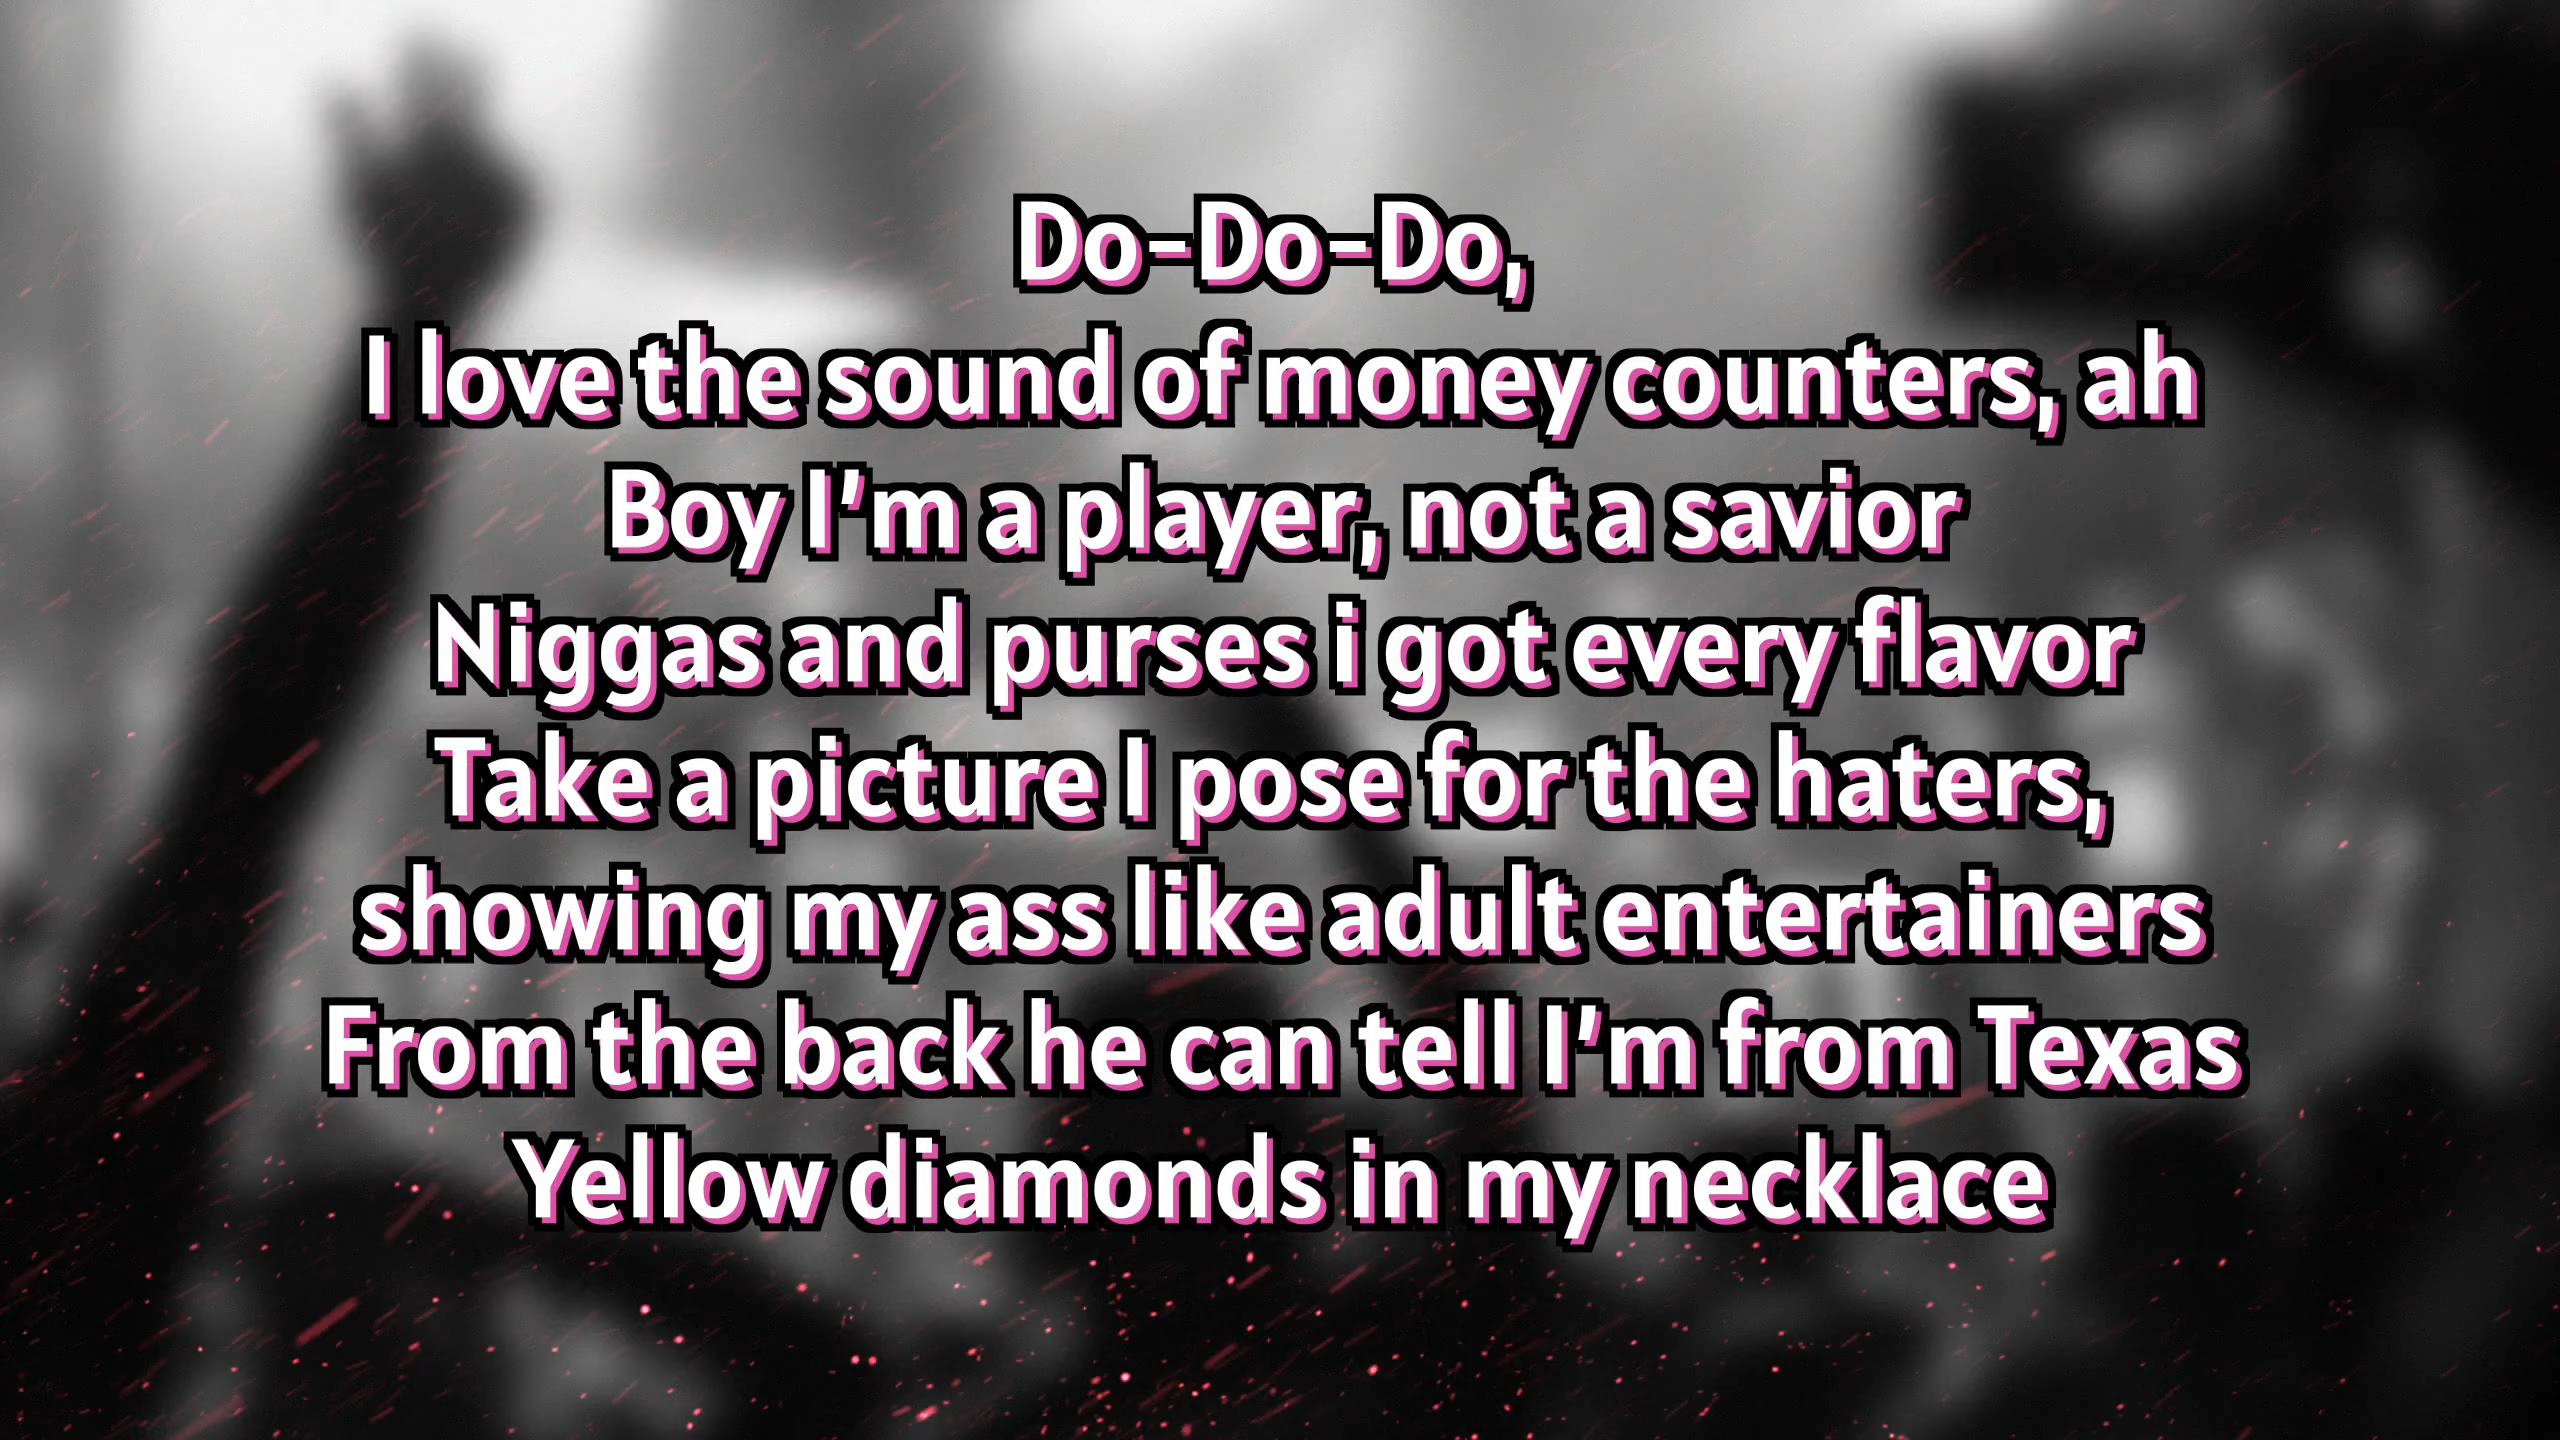 Do-Do-Do,
I love the sound of money counters, ah
Boy I'm a player, not a savior
Niggas and purses i got every flavor
Take a picture I pose for the haters,
showing my ass like adult entertainers
From the back he can tell I'm from Texas
Yellow diamonds in my necklace